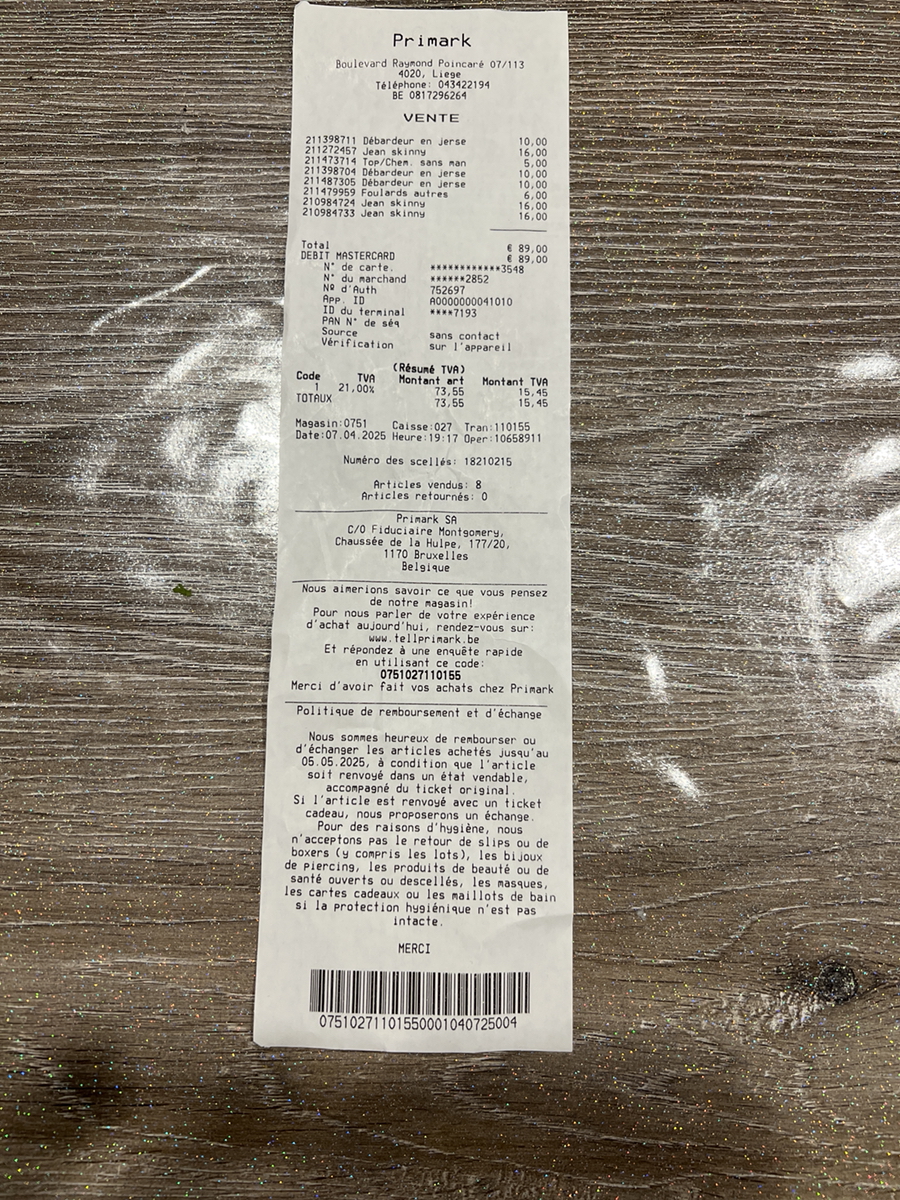 Primark
Boulevard Raymond Poincaré 07/113
4020, Liege
Téléphone: 043422194
BE 0817296264
VENTE
211398711 Débardeur en jerse 10,00
211272457 Jean skinny 16,00
211473714 Top/Chem. sans man 5,00
211398704 Débardeur en jerse 10,00
211487305 Débardeur en jerse 10,00
211479959 Foulards autres 6,00
210984724 Jean skinny 16,00
210984733 Jean skinny 16,00
Total € 89,00
DEBIT MASTERCARD € 89,00
N° de carte. ************3548
N° du marchand ******2852
Nº d'Auth 752697
App. ID A0000000041010
ID du terminal ****7193
PAN N° de séq
Source sans contact
Vérification sur l'appareil
(Résumé TVA)
Code TVA Montant art Montant TVA
1 21,00% 73,55 15,45
TOTAUX 73,55 15,45
Magasin:0751 Caisse:027 Tran:110155
Date:07.04.2025 Heure:19:17 Oper:10658911
Numéro des scellés: 18210215
Articles vendus: 8
Articles retournés: 0
Primark SA
C/O Fiduciaire Montgomery,
Chaussée de la Hulpe, 177/20,
1170 Bruxelles
Belgique
Nous aimerions savoir ce que vous pensez
de notre magasin!
Pour nous parler de votre expérience
d'achat aujourd'hui, rendez-vous sur:
www.tellprimark.be
Et répondez à une enquête rapide
en utilisant ce code:
0751027110155
Merci d'avoir fait vos achats chez Primark
Politique de remboursement et d'échange
Nous sommes heureux de rembourser ou
d'échanger les articles achetés jusqu'au
05.05.2025, à condition que l'article
soit renvoyé dans un état vendable,
accompagné du ticket original.
Si l'article est renvoyé avec un ticket
cadeau, nous proposerons un échange.
Pour des raisons d'hygiène, nous
n'acceptons pas le retour de slips ou de
boxers (y compris les lots), les bijoux
de piercing, les produits de beauté ou de
santé ouverts ou descellés, les masques,
les cartes cadeaux ou les maillots de bain
si la protection hygiénique n'est pas
intacte.
MERCI
075102711015500010407​25004